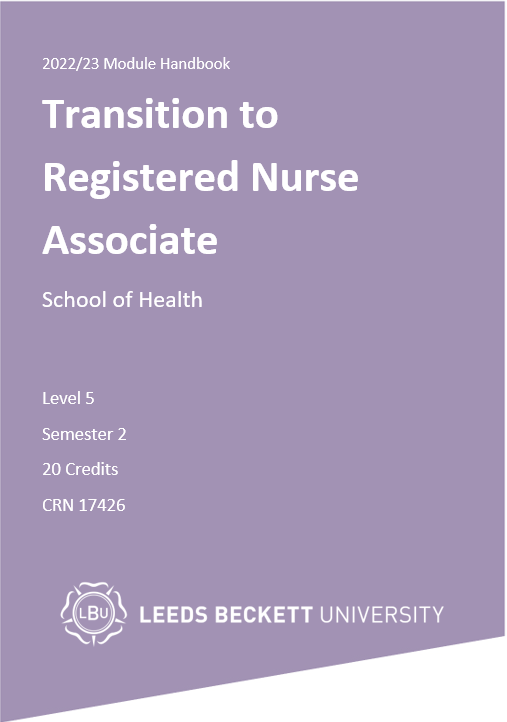 2022/23 Module Handbook
Transition to
Registered Nurse
Associate
School of Health
Level 5
Semester 2
20 Credits
CRN 17426
LBU LEEDS BECKETT UNIVERSITY